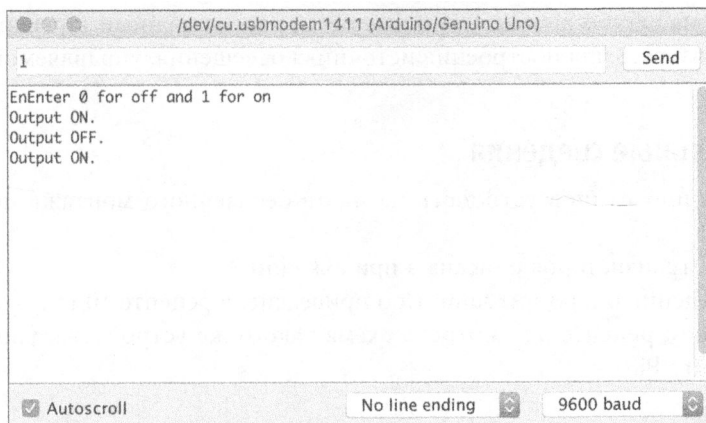 /dev/cu.usbmodem1411 (Arduino/Genuino Uno)
1
Send
EnEnter 0 for off and 1 for on
Output ON.
Output OFF.
Output ON.
Autoscroll
No line ending
9600 baud